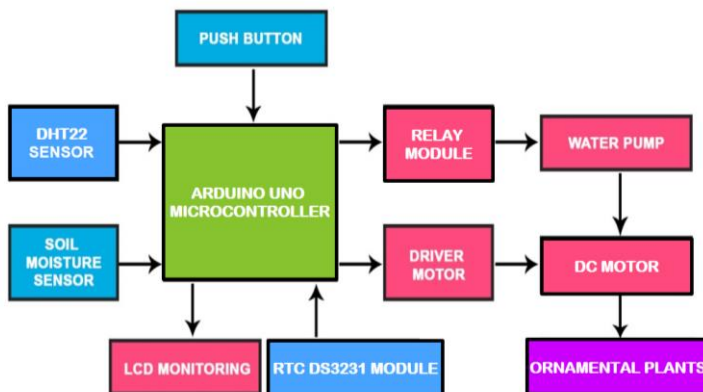 PUSH BUTTON
DHT22
SENSOR
RELAY
MODULE
WATER PUMP
ARDUINO UNO
MICROCONTROLLER
SOIL
MOISTURE
SENSOR
DRIVER
MOTOR
DC MOTOR
LCD MONITORING
RTC DS3231 MODULE
ORNAMENTAL PLANTS